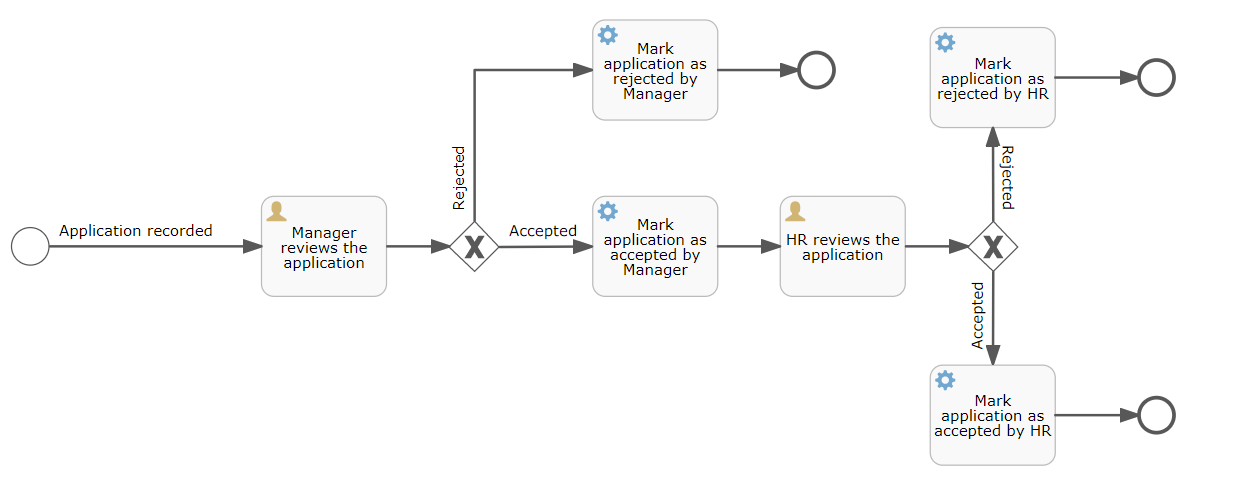 Application recorded
Manager
reviews the
application
Rejected
Accepted
Mark
application as
rejected by
Manager
Mark
application as
accepted by
Manager
HR reviews the
application
Rejected
Accepted
Mark
application as
rejected by HR
Mark
application as
accepted by HR